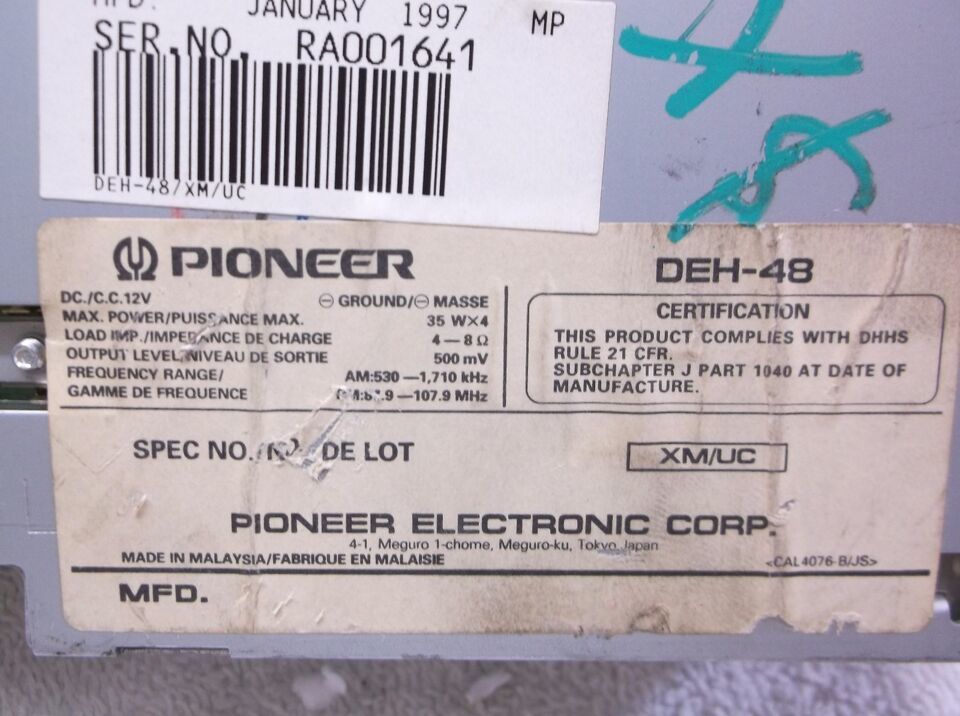 JANUARY 1997 MP
SER.NO. RA001641
DEH-48/XM/UC
PIONEER
DEH-48
DC./C.C.12V ⊖ GROUND/⊖ MASSE
MAX. POWER/PUISSANCE MAX. 35 W×4
LOAD IMP./IMPEDANCE DE CHARGE 4—8Ω
OUTPUT LEVEL/NIVEAU DE SORTIE 500 mV
FREQUENCY RANGE/ AM:530—1,710 kHz
GAMME DE FREQUENCE —107.9 MHz
CERTIFICATION
THIS PRODUCT COMPLIES WITH DHHS
RULE 21 CFR.
SUBCHAPTER J PART 1040 AT DATE OF
MANUFACTURE.
SPEC NO. DE LOT
XM/UC
PIONEER ELECTRONIC CORP.
4-1, Meguro 1-chome, Meguro-ku, Tokyo Japan
MADE IN MALAYSIA/FABRIQUE EN MALAISIE <CAL4076-B/JS>
MFD.